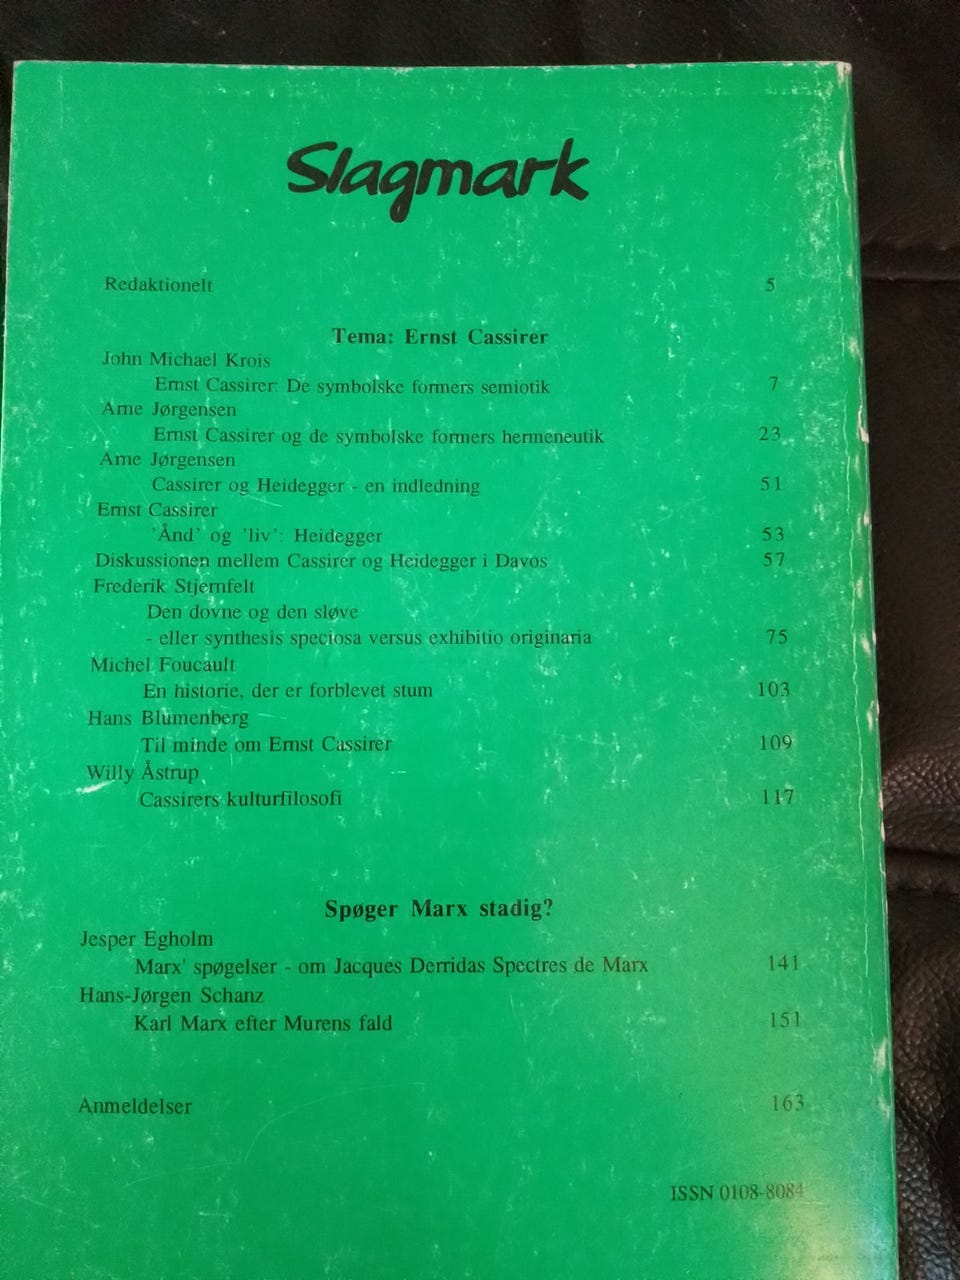 Slagmark
Redaktionelt 5
Tema: Ernst Cassirer
John Michael Krois
Ernst Cassirer: De symbolske formers semiotik 7
Arne Jørgensen
Ernst Cassirer og de symbolske formers hermeneutik 23
Arne Jørgensen
Cassirer og Heidegger - en indledning 51
Ernst Cassirer
'Ånd' og 'liv': Heidegger 53
Diskussionen mellem Cassirer og Heidegger i Davos 57
Frederik Stjernfelt
Den dovne og den sløve
- eller synthesis speciosa versus exhibitio originaria 75
Michel Foucault
En historie, der er forblevet stum 103
Hans Blumenberg
Til minde om Ernst Cassirer 109
Willy Åstrup
Cassirers kulturfilosofi 117
Spøger Marx stadig?
Jesper Egholm
Marx' spøgelser - om Jacques Derridas Spectres de Marx 141
Hans-Jørgen Schanz
Karl Marx efter Murens fald 151
Anmeldelser 163
ISSN 0108-8084